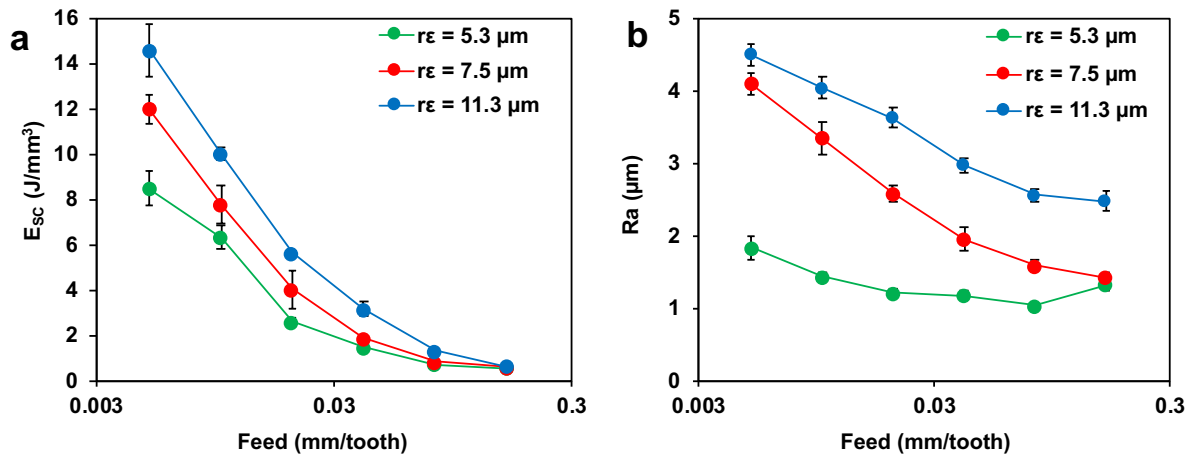 a
16
14
12
10
8
6
4
2
0
E_SC (J/mm³)
rε = 5.3 µm
rε = 7.5 µm
rε = 11.3 µm
0.003
0.03
0.3
Feed (mm/tooth)
b
5
4
3
2
1
0
Ra (µm)
rε = 5.3 µm
rε = 7.5 µm
rε = 11.3 µm
0.003
0.03
0.3
Feed (mm/tooth)